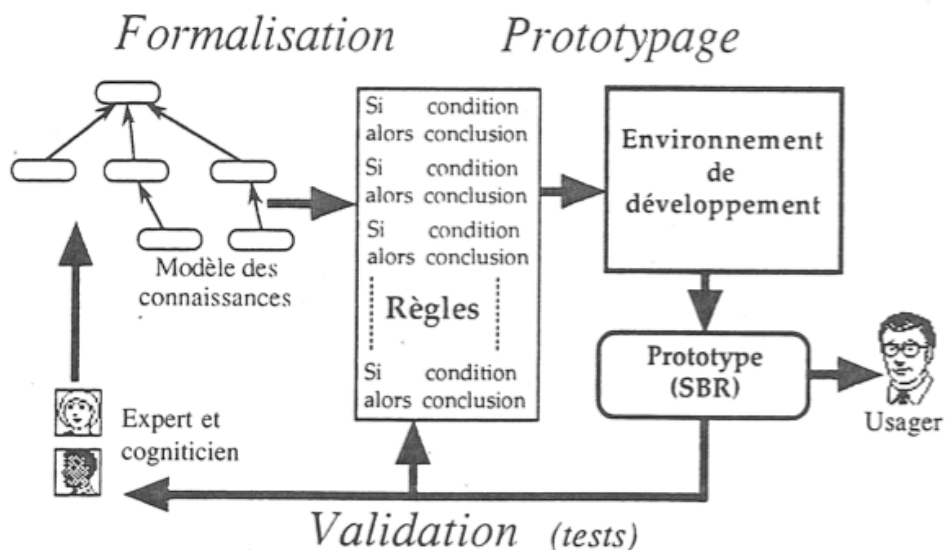 Formalisation
Prototypage
Si condition
alors conclusion
Si condition
alors conclusion
Si condition
alors conclusion
Règles
Si condition
alors conclusion
Environnement
de
développement
Modèle des
connaissances
Prototype
(SBR)
Usager
Expert et
cogniticien
Validation (tests)